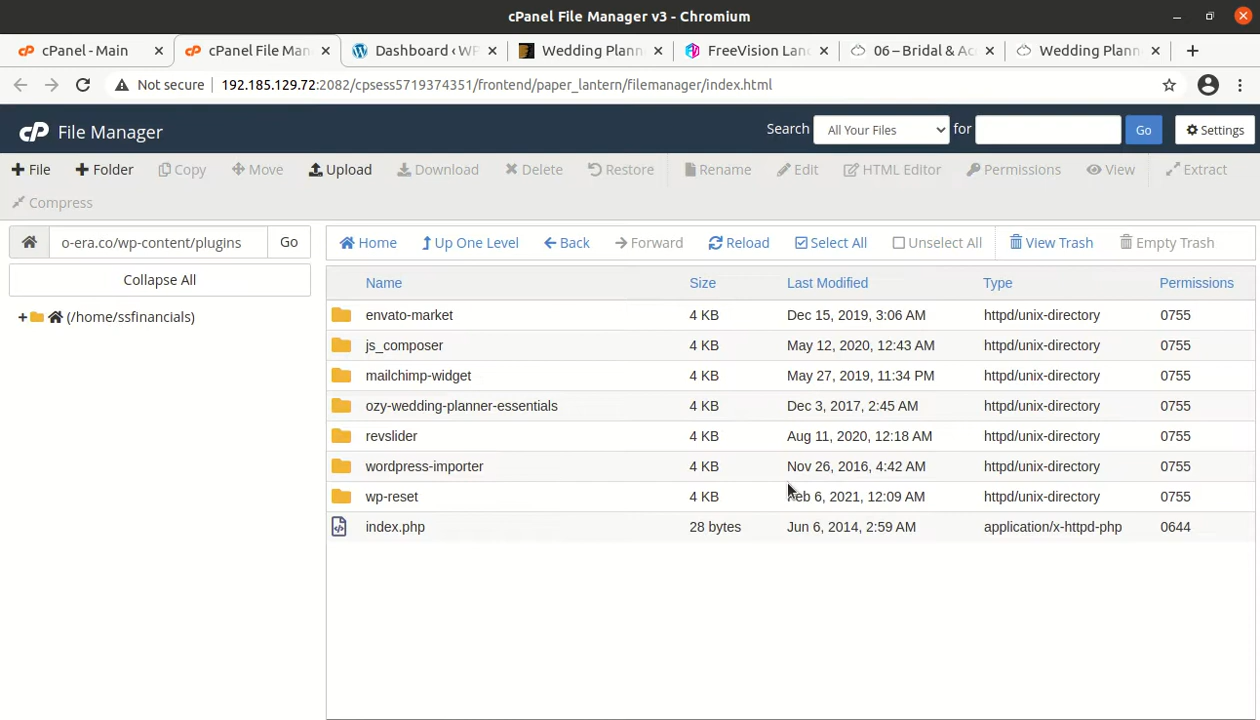 cPanel File Manager v3 - Chromium
cPanel - Main
cPanel File Man
Dashboard ‹ WP
Wedding Plann
FreeVision Lan
06 – Bridal & Ac
Wedding Plann
Not secure 192.185.129.72:2082/cpsess5719374351/frontend/paper_lantern/filemanager/index.html
cP File Manager
Search All Your Files for Go Settings
File Folder Copy Move Upload Download Delete Restore Rename Edit HTML Editor Permissions View Extract
Compress
o-era.co/wp-content/plugins Go
Home Up One Level Back Forward Reload Select All Unselect All View Trash Empty Trash
Collapse All
(/home/ssfinancials)
Name Size Last Modified Type Permissions
envato-market 4 KB Dec 15, 2019, 3:06 AM httpd/unix-directory 0755
js_composer 4 KB May 12, 2020, 12:43 AM httpd/unix-directory 0755
mailchimp-widget 4 KB May 27, 2019, 11:34 PM httpd/unix-directory 0755
ozy-wedding-planner-essentials 4 KB Dec 3, 2017, 2:45 AM httpd/unix-directory 0755
revslider 4 KB Aug 11, 2020, 12:18 AM httpd/unix-directory 0755
wordpress-importer 4 KB Nov 26, 2016, 4:42 AM httpd/unix-directory 0755
wp-reset 4 KB Feb 6, 2021, 12:09 AM httpd/unix-directory 0755
index.php 28 bytes Jun 6, 2014, 2:59 AM application/x-httpd-php 0644